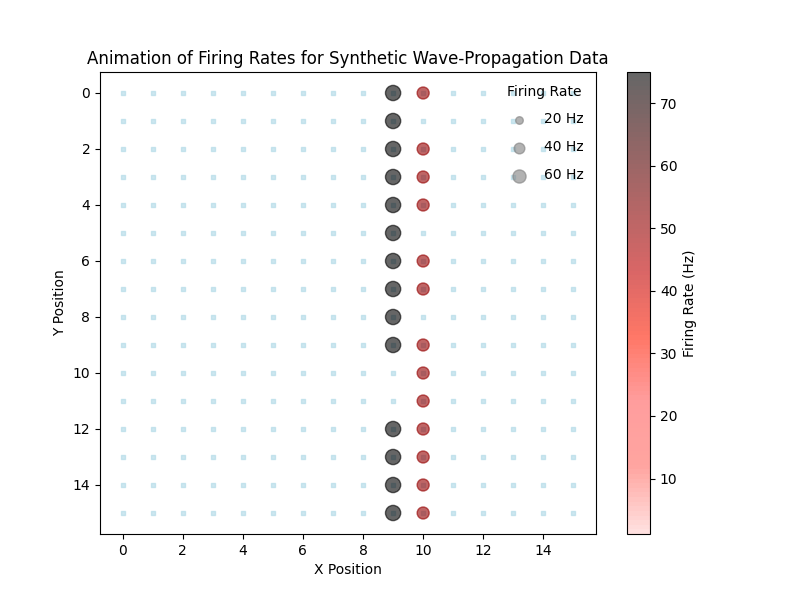 Animation of Firing Rates for Synthetic Wave-Propagation Data
Firing Rate
20 Hz
40 Hz
60 Hz
0
2
4
6
8
10
12
14
Y Position
0
2
4
6
8
10
12
14
X Position
70
60
50
40
30
20
10
Firing Rate (Hz)